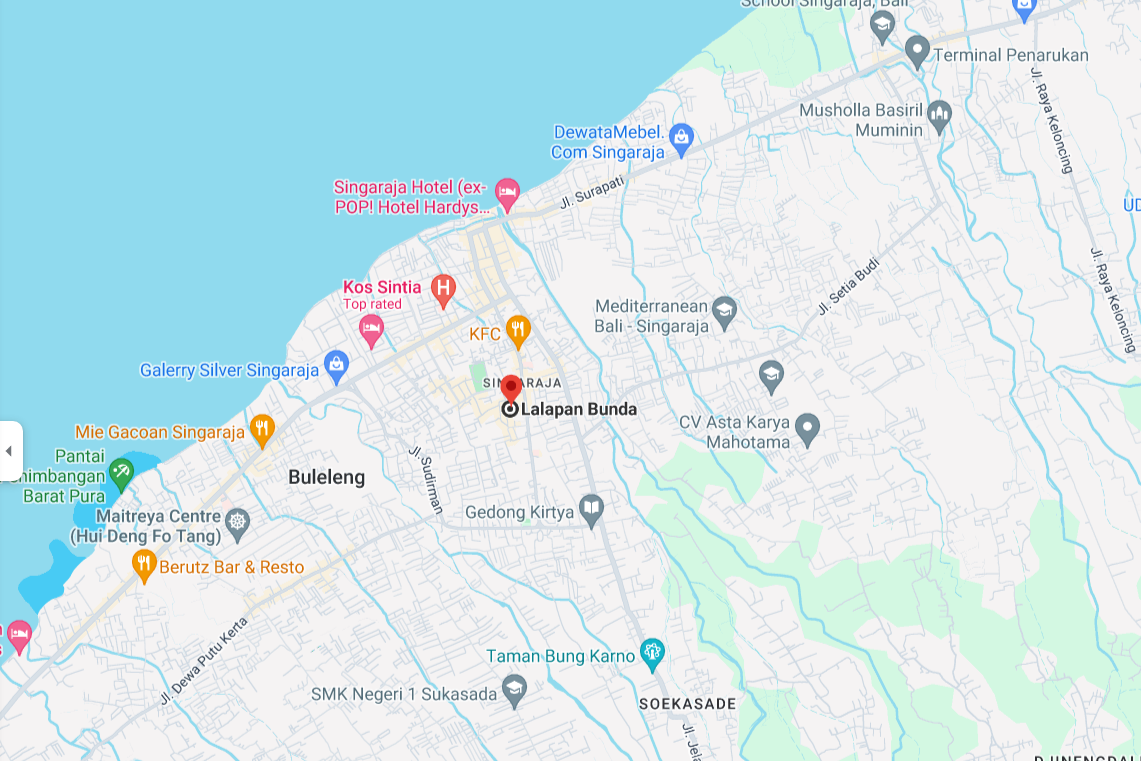 School Singaraja, Bali
Terminal Penarukan
Jl. Raya Keloncing
Musholla Basiril
Muminin
DewataMebel.
Com Singaraja
Singaraja Hotel (ex-
POP! Hotel Hardys...
Jl. Surapati
UD
Jl. Setia Budi
Jl. Raya Keloncing
Kos Sintia
Top rated
H
Mediterranean
Bali - Singaraja
KFC
Galerry Silver Singaraja
SINGARAJA
Lalapan Bunda
CV Asta Karya
Mahotama
Mie Gacoan Singaraja
Pantai
Barat Pura
Buleleng
Jl. Sudirman
Maitreya Centre
(Hui Deng Fo Tang)
Gedong Kirtya
Berutz Bar & Resto
Jl. Dewa Putu Kerta
Taman Bung Karno
SMK Negeri 1 Sukasada
SOEKASADE